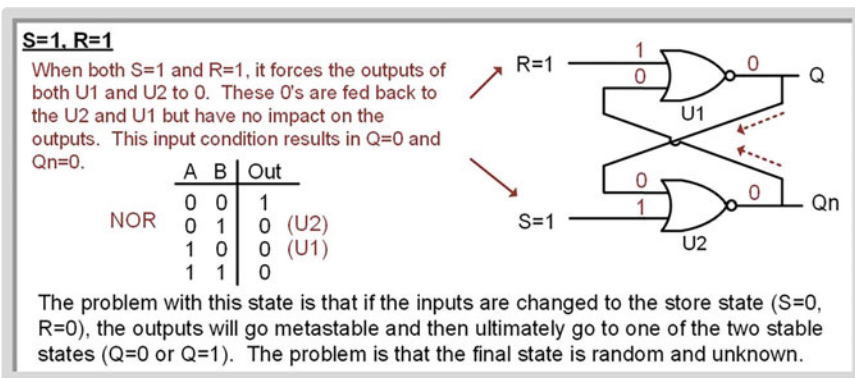 S=1, R=1
When both S=1 and R=1, it forces the outputs of
both U1 and U2 to 0. These 0's are fed back to
the U2 and U1 but have no impact on the
outputs. This input condition results in Q=0 and
Qn=0.
A B Out
0 0 1
NOR 0 1 0 (U2)
1 0 0 (U1)
1 1 0
R=1 1 0 Q
0
U1
0 0 Qn
S=1 1
U2
The problem with this state is that if the inputs are changed to the store state (S=0,
R=0), the outputs will go metastable and then ultimately go to one of the two stable
states (Q=0 or Q=1). The problem is that the final state is random and unknown.